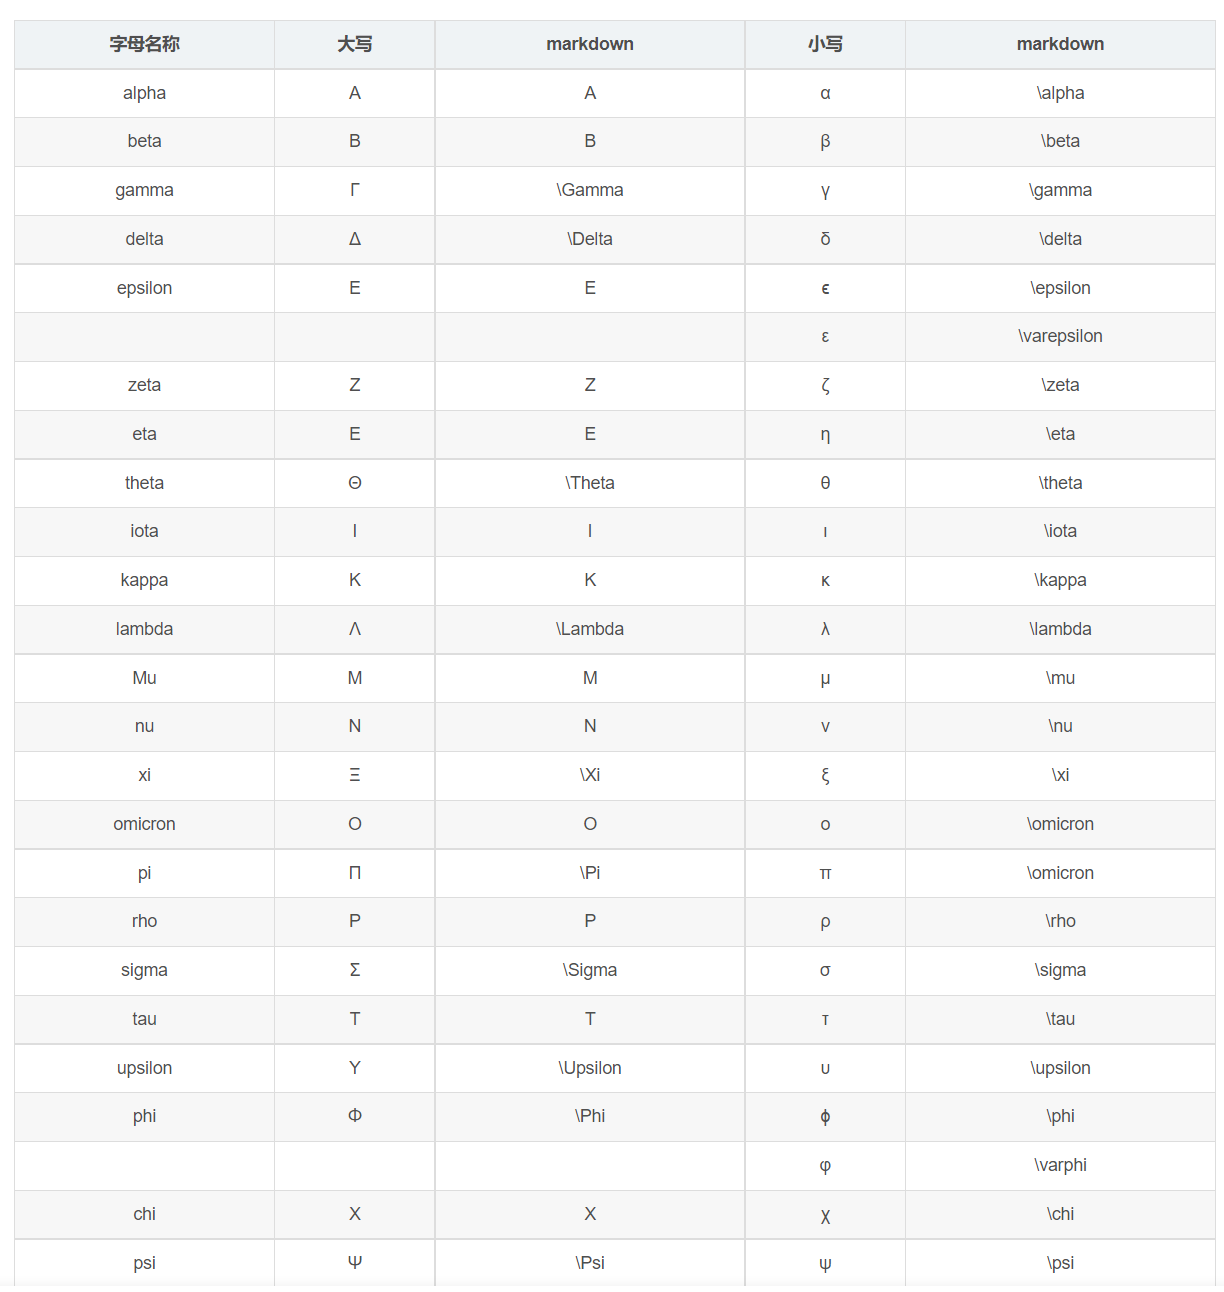 字母名称 大写 markdown 小写 markdown
alpha A A α \alpha
beta B B β \beta
gamma Γ \Gamma γ \gamma
delta Δ \Delta δ \delta
epsilon E E ϵ \epsilon
ε \varepsilon
zeta Z Z ζ \zeta
eta E E η \eta
theta Θ \Theta θ \theta
iota I I ι \iota
kappa K K κ \kappa
lambda Λ \Lambda λ \lambda
Mu M M μ \mu
nu N N ν \nu
xi Ξ \Xi ξ \xi
omicron O O ο \omicron
pi Π \Pi π \omicron
rho P P ρ \rho
sigma Σ \Sigma σ \sigma
tau T T τ \tau
upsilon Υ \Upsilon υ \upsilon
phi Φ \Phi ϕ \phi
φ \varphi
chi X X χ \chi
psi Ψ \Psi ψ \psi